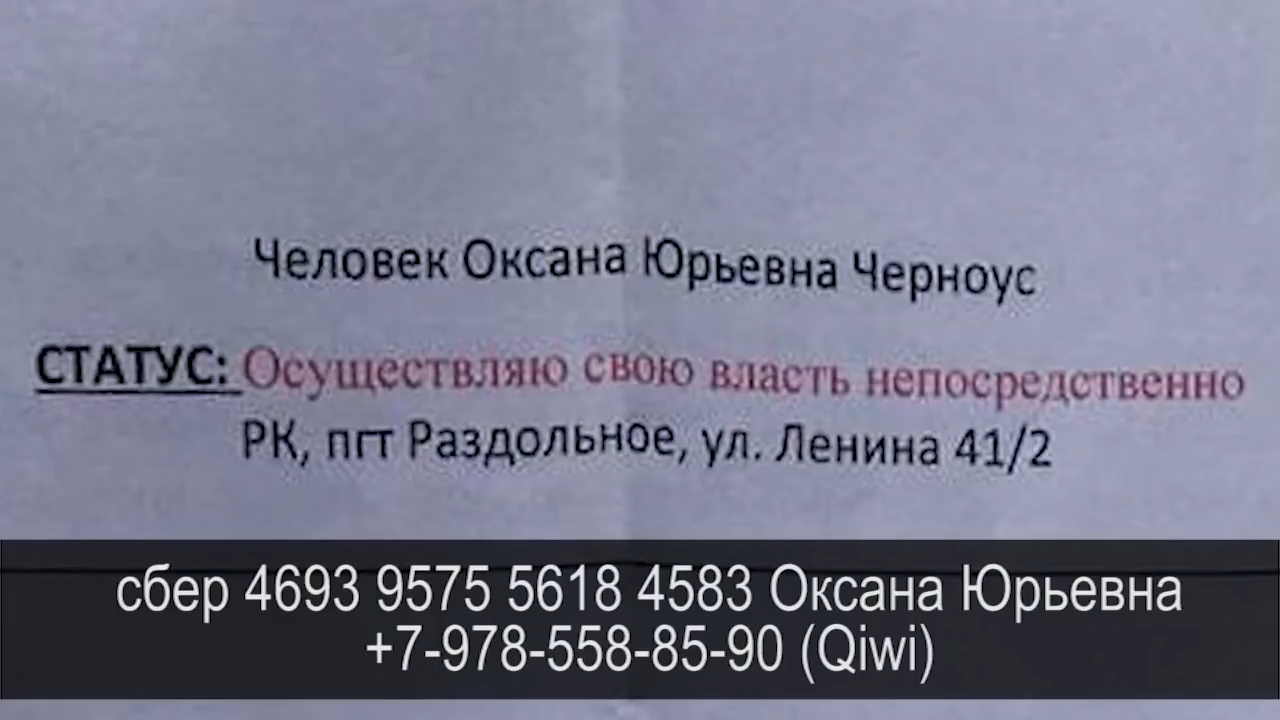 Человек Оксана Юрьевна Черноус
СТАТУС: Осуществляю свою власть непосредственно
РК, пгт Раздольное, ул. Ленина 41/2
сбер 4693 9575 5618 4583 Оксана Юрьевна
+7-978-558-85-90 (Qiwi)